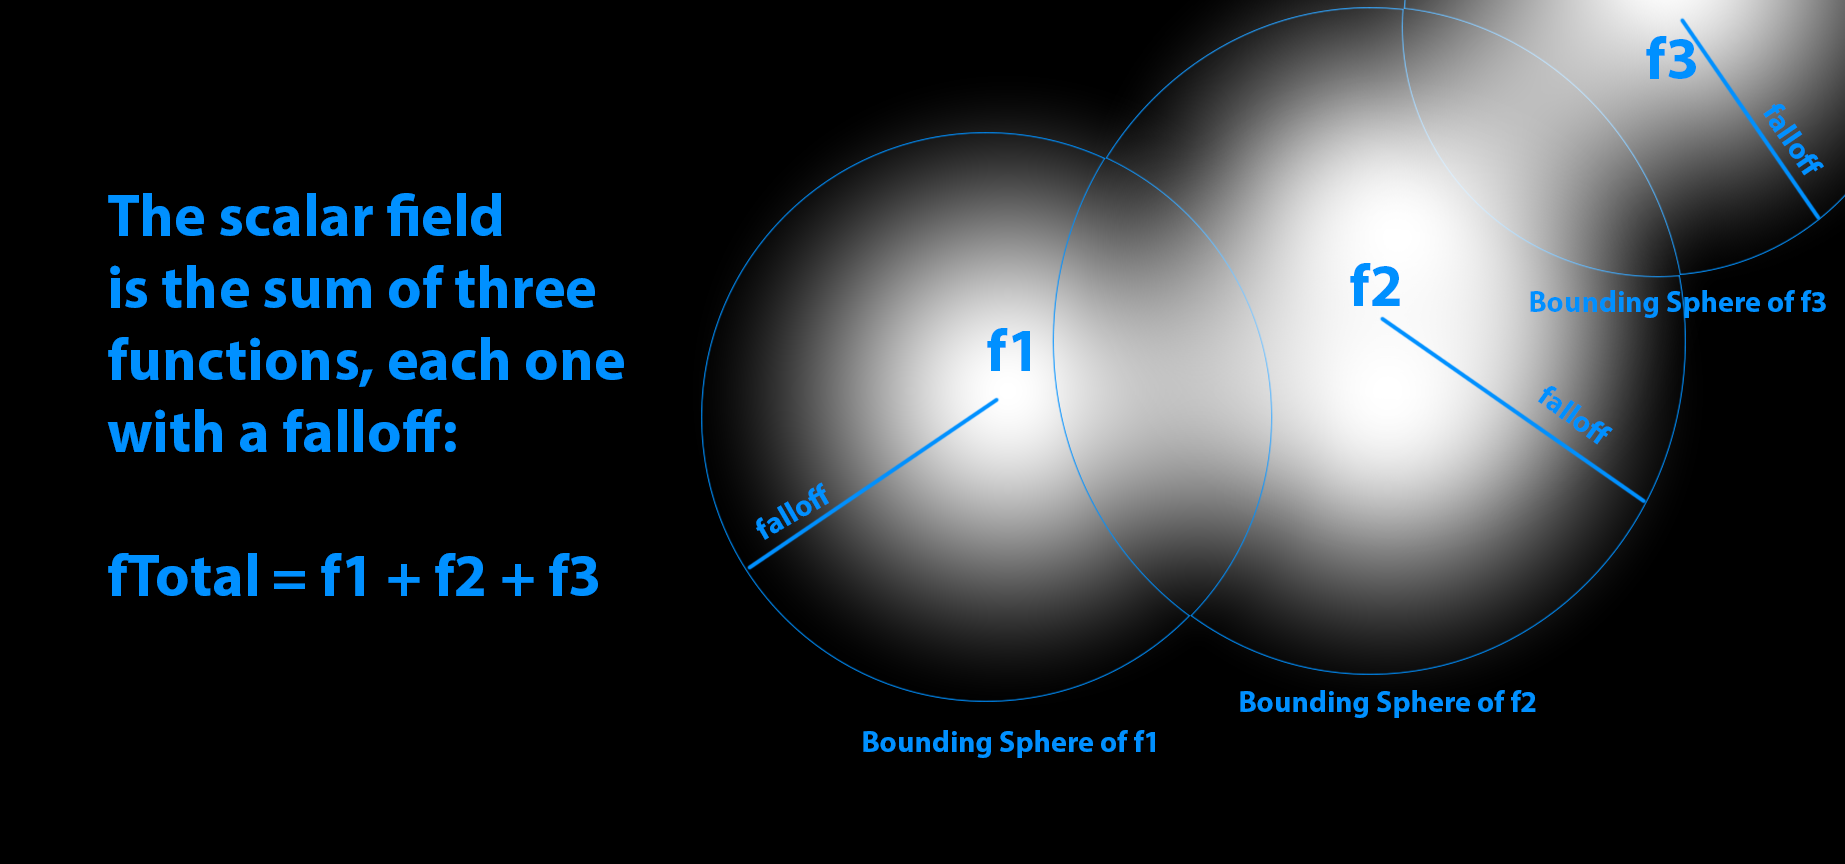 The scalar field
is the sum of three
functions, each one
with a falloff:
fTotal = f1 + f2 + f3
f1
falloff
Bounding Sphere of f1
f2
falloff
Bounding Sphere of f2
f3
falloff
Bounding Sphere of f3